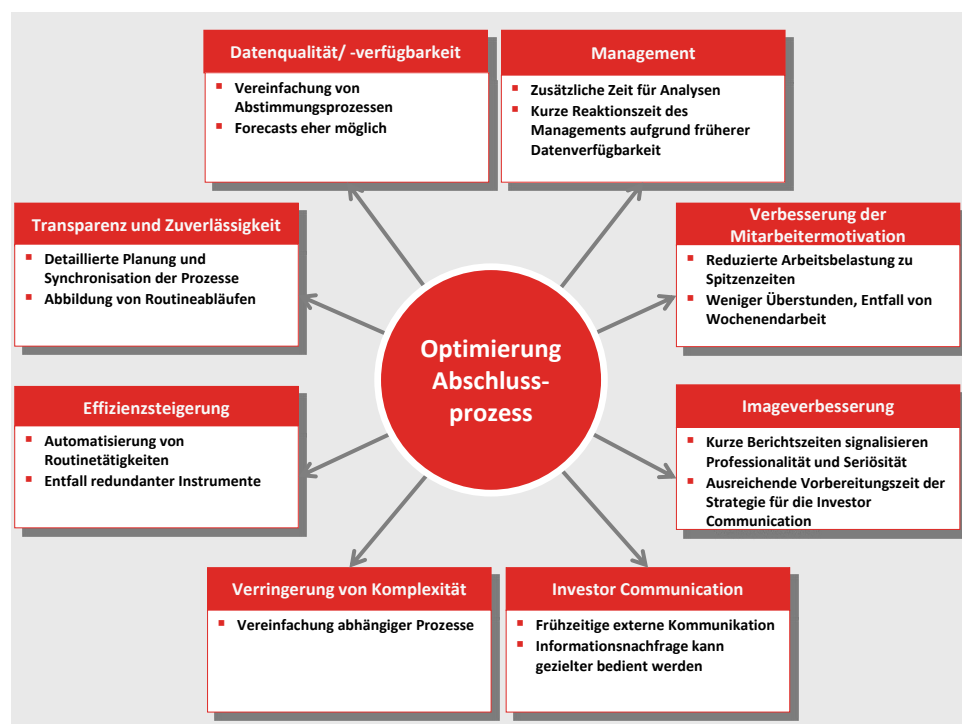 Datenqualität/ -verfügbarkeit
Vereinfachung von
Abstimmungsprozessen
Forecasts eher möglich
Management
Zusätzliche Zeit für Analysen
Kurze Reaktionszeit des
Managements aufgrund früherer
Datenverfügbarkeit
Transparenz und Zuverlässigkeit
Detaillierte Planung und
Synchronisation der Prozesse
Abbildung von Routineabläufen
Verbesserung der
Mitarbeitermotivation
Reduzierte Arbeitsbelastung zu
Spitzenzeiten
Weniger Überstunden, Entfall von
Wochenendarbeit
Optimierung
Abschluss-
prozess
Effizienzsteigerung
Automatisierung von
Routinetätigkeiten
Entfall redundanter Instrumente
Imageverbesserung
Kurze Berichtszeiten signalisieren
Professionalität und Seriösität
Ausreichende Vorbereitungszeit der
Strategie für die Investor
Communication
Verringerung von Komplexität
Vereinfachung abhängiger Prozesse
Investor Communication
Frühzeitige externe Kommunikation
Informationsnachfrage kann
gezielter bedient werden